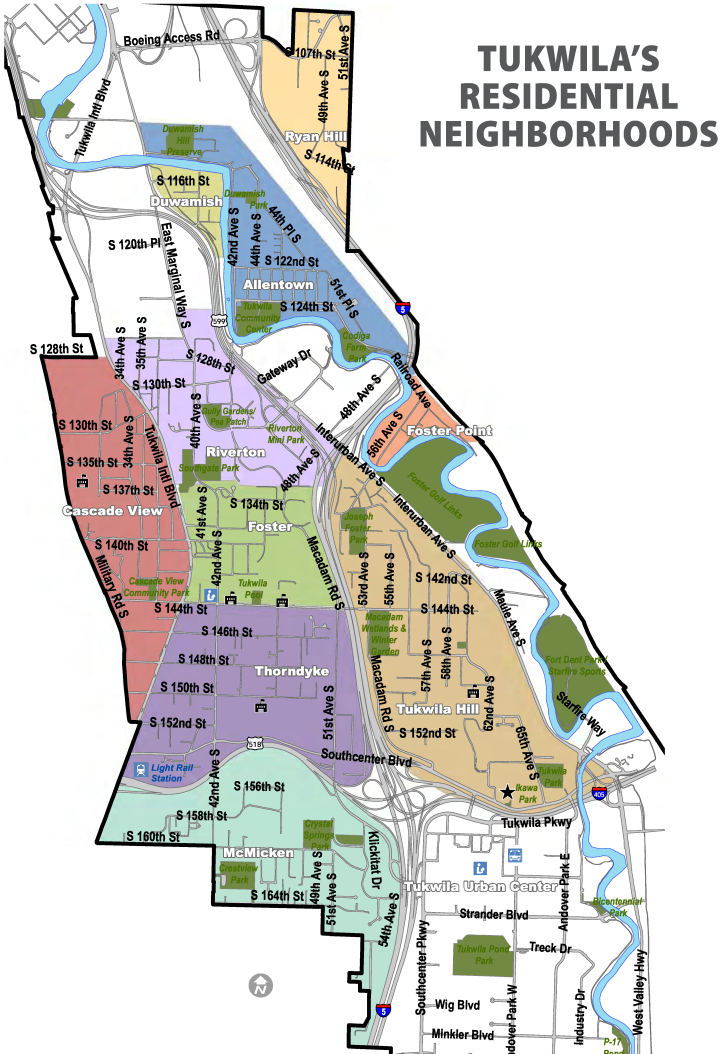 TUKWILA'S
RESIDENTIAL
NEIGHBORHOODS
Boeing Access Rd
S 107th St
51st Ave S
49th Ave S
Tukwila Intl Blvd
Ryan Hill
S 114th St
Duwamish
Hill
Preserve
S 116th St
Duwamish
Duwamish
Park
44th Pl S
42nd Ave S
44th Ave S
S 120th Pl
East Marginal Way S
S 122nd St
Allentown
51st Pl S
S 124th St
Tukwila
Community
Center
599
5
Codiga
Farm
Park
34th Ave S
35th Ave S
S 128th St
S 128th St
Gateway Dr
Railroad Ave
S 130th St
48th Ave S
40th Ave S
Gully Gardens/
Pea Patch
Riverton
Mini Park
56th Ave S
Foster Point
S 130th St
34th Ave S
Tukwila Intl Blvd
Riverton
Interurban Ave S
S 135th St
Southgate Park
48th Ave S
S 137th St
Foster Golf Links
Cascade View
41st Ave S
S 134th St
Interurban Ave S
Foster
Joseph
Foster
Park
S 140th St
42nd Ave S
Macadam Rd S
Foster Golf Links
Military Rd S
53rd Ave S
55th Ave S
S 142nd St
Cascade View
Community Park
Tukwila
Pool
Maule Ave S
S 144th St
S 144th St
Macadam
Wetlands &
Winter
Garden
S 146th St
57th Ave S
58th Ave S
S 148th St
Thorndyke
Macadam Rd S
Fort Dent Park/
Starfire Sports
S 150th St
62nd Ave S
51st Ave S
Tukwila Hill
Starfire Way
S 152nd St
S 152nd St
65th Ave S
518
Southcenter Blvd
Light Rail
Station
42nd Ave S
Tukwila
Park
Ikawa
Park
405
S 156th St
S 158th St
Tukwila Pkwy
Crystal
Springs
Park
S 160th St
Klickitat Dr
McMicken
Crestview
Park
49th Ave S
51st Ave S
Tukwila Urban Center
Andover Park E
S 164th St
54th Ave S
Strander Blvd
Bicentennial
Park
Southcenter Pkwy
Tukwila Pond
Park
Treck Dr
West Valley Hwy
N
Industry Dr
5
Wig Blvd
Minkler Blvd
P-17